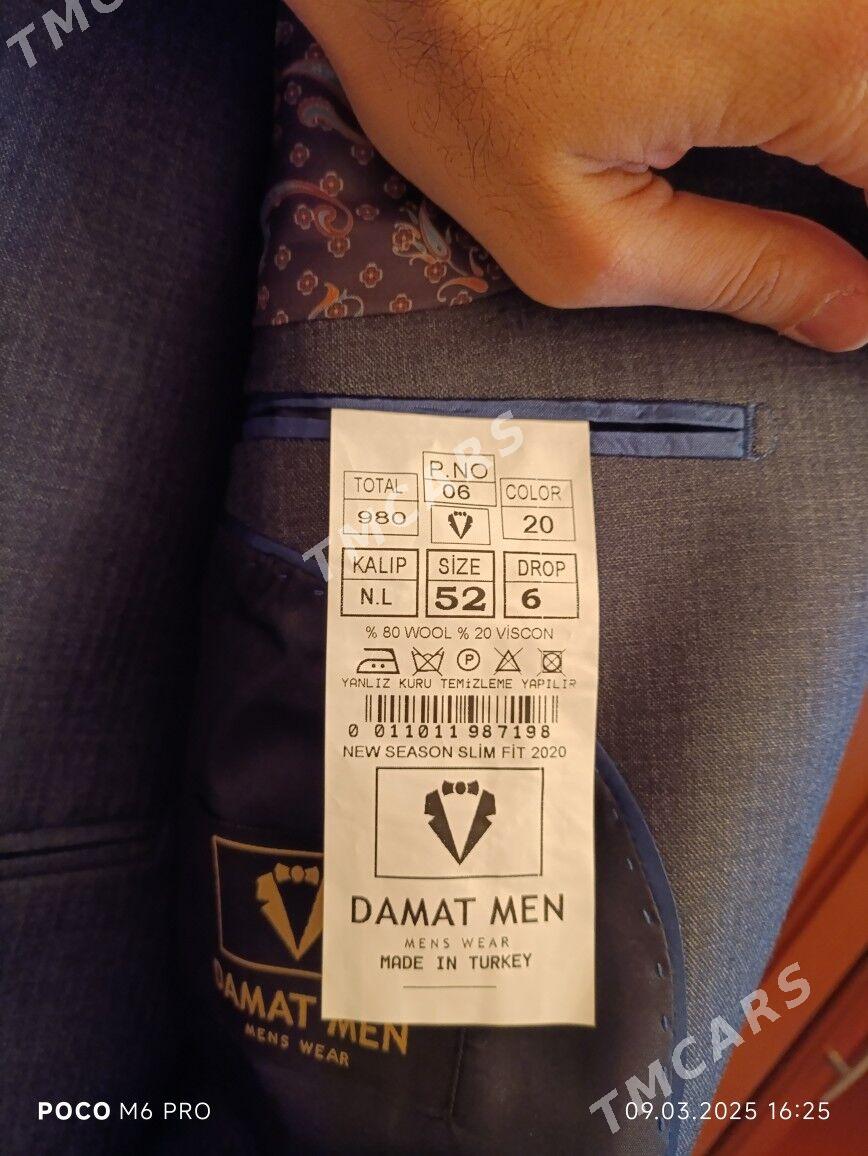 TMCARS
P.NO
TOTAL 06 COLOR
980 20
KALIP SİZE DROP
N.L 52 6
% 80 WOOL % 20 VİSCON
P
YANLIZ KURU TEMİZLEME YAPILIR
0 011011 987198
NEW SEASON SLİM FİT 2020
DAMAT MEN
MENS WEAR
MADE IN TURKEY
DAMAT MEN
MENS WEAR
TMCARS
TMCARS
POCO M6 PRO
09.03.2025 16:25